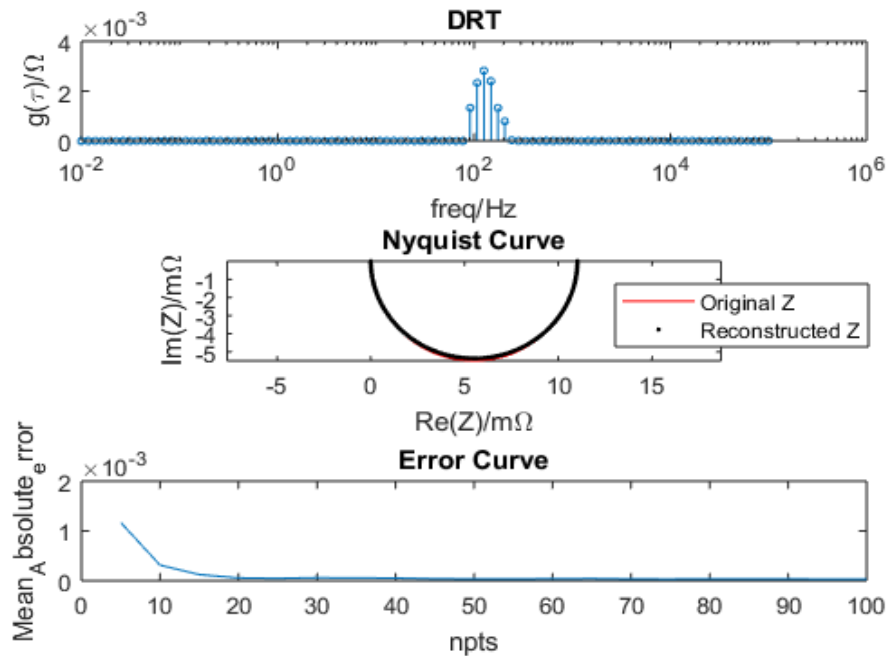 DRT
×10⁻³
4
2
0
g(τ)/Ω
10⁻² 10⁰ 10² 10⁴ 10⁶
freq/Hz
Nyquist Curve
-1
-2
-3
-4
-5
Im(Z)/mΩ
Original Z
Reconstructed Z
-5 0 5 10 15
Re(Z)/mΩ
Error Curve
×10⁻³
2
1
0
Mean_Absolute_error
0 10 20 30 40 50 60 70 80 90 100
npts